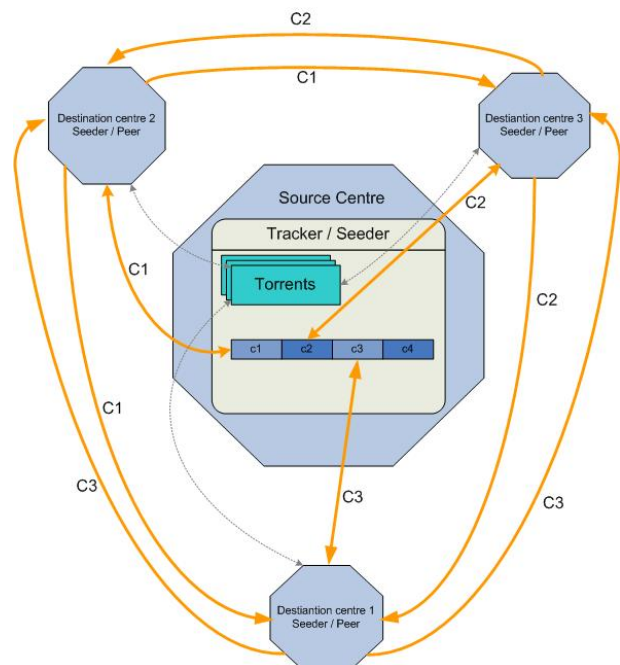 C2
C1
Destination centre 2
Seeder / Peer
Destiantion centre 3
Seeder / Peer
Source Centre
C2
Tracker / Seeder
C1
Torrents
C2
c1 c2 c3 c4
C1
C3
C3
C3
Destiantion centre 1
Seeder / Peer